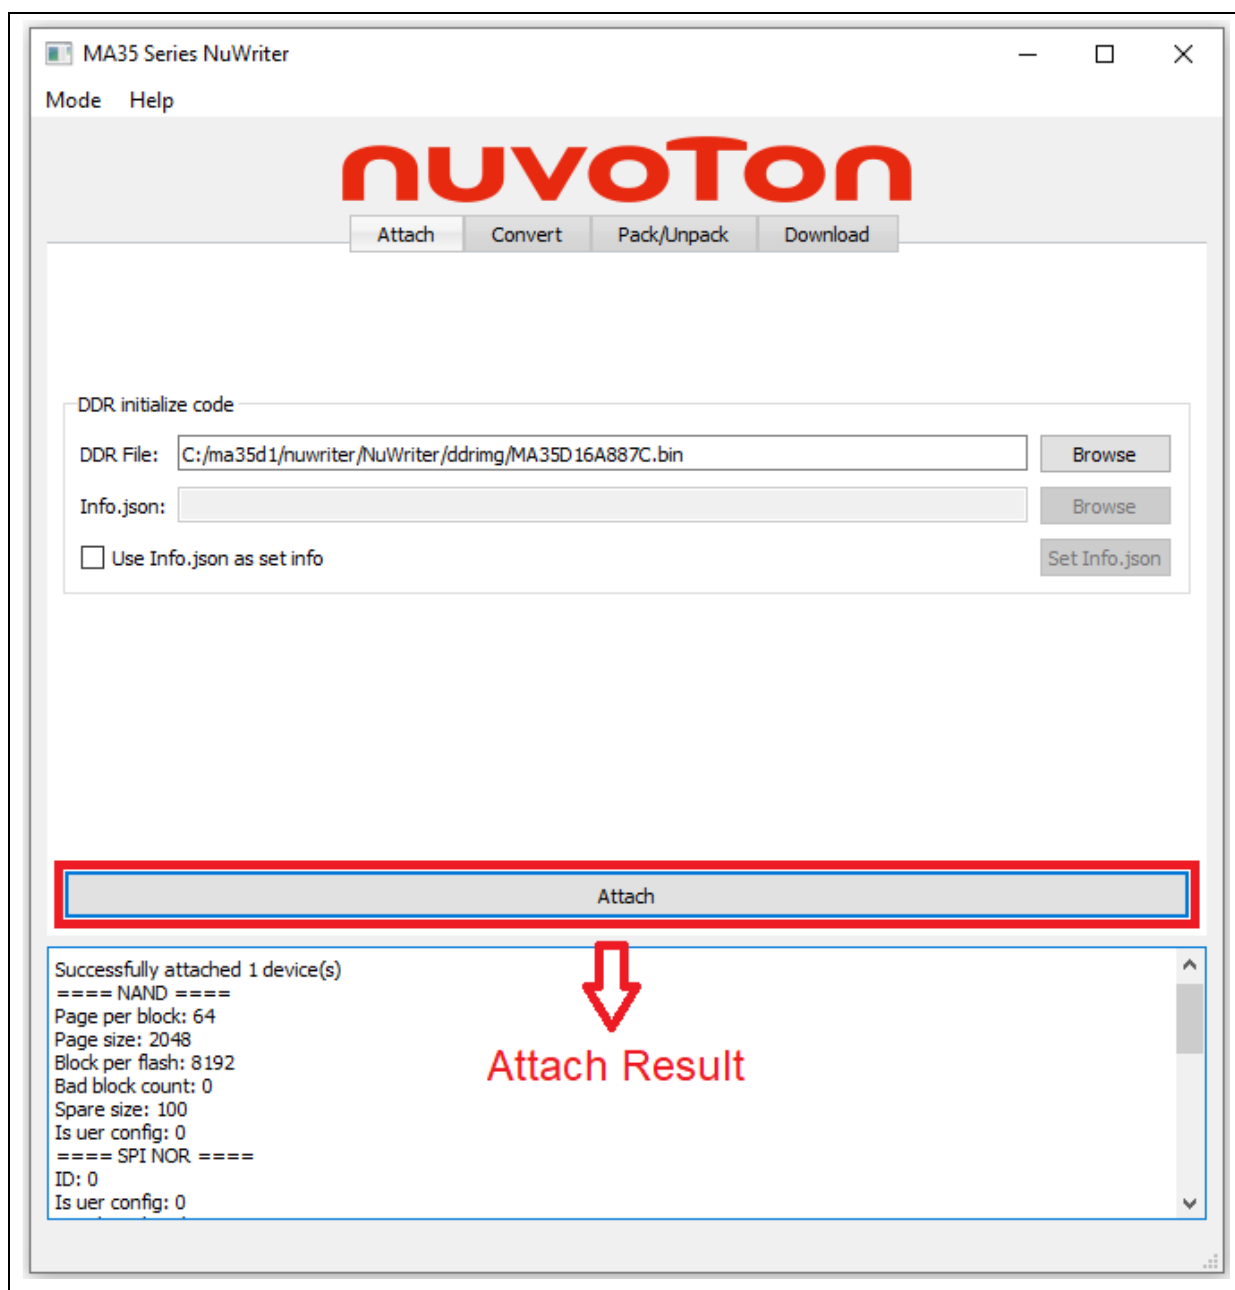 MA35 Series NuWriter
Mode Help
nuvoTon
Attach Convert Pack/Unpack Download
DDR initialize code
DDR File: C:/ma35d1/nuwriter/NuWriter/ddrimg/MA35D16A887C.bin Browse
Info.json: Browse
Use Info.json as set info Set Info.json
Attach
Successfully attached 1 device(s)
==== NAND ====
Page per block: 64
Page size: 2048
Block per flash: 8192
Bad block count: 0
Spare size: 100
Is uer config: 0
==== SPI NOR ====
ID: 0
Is uer config: 0
Attach Result